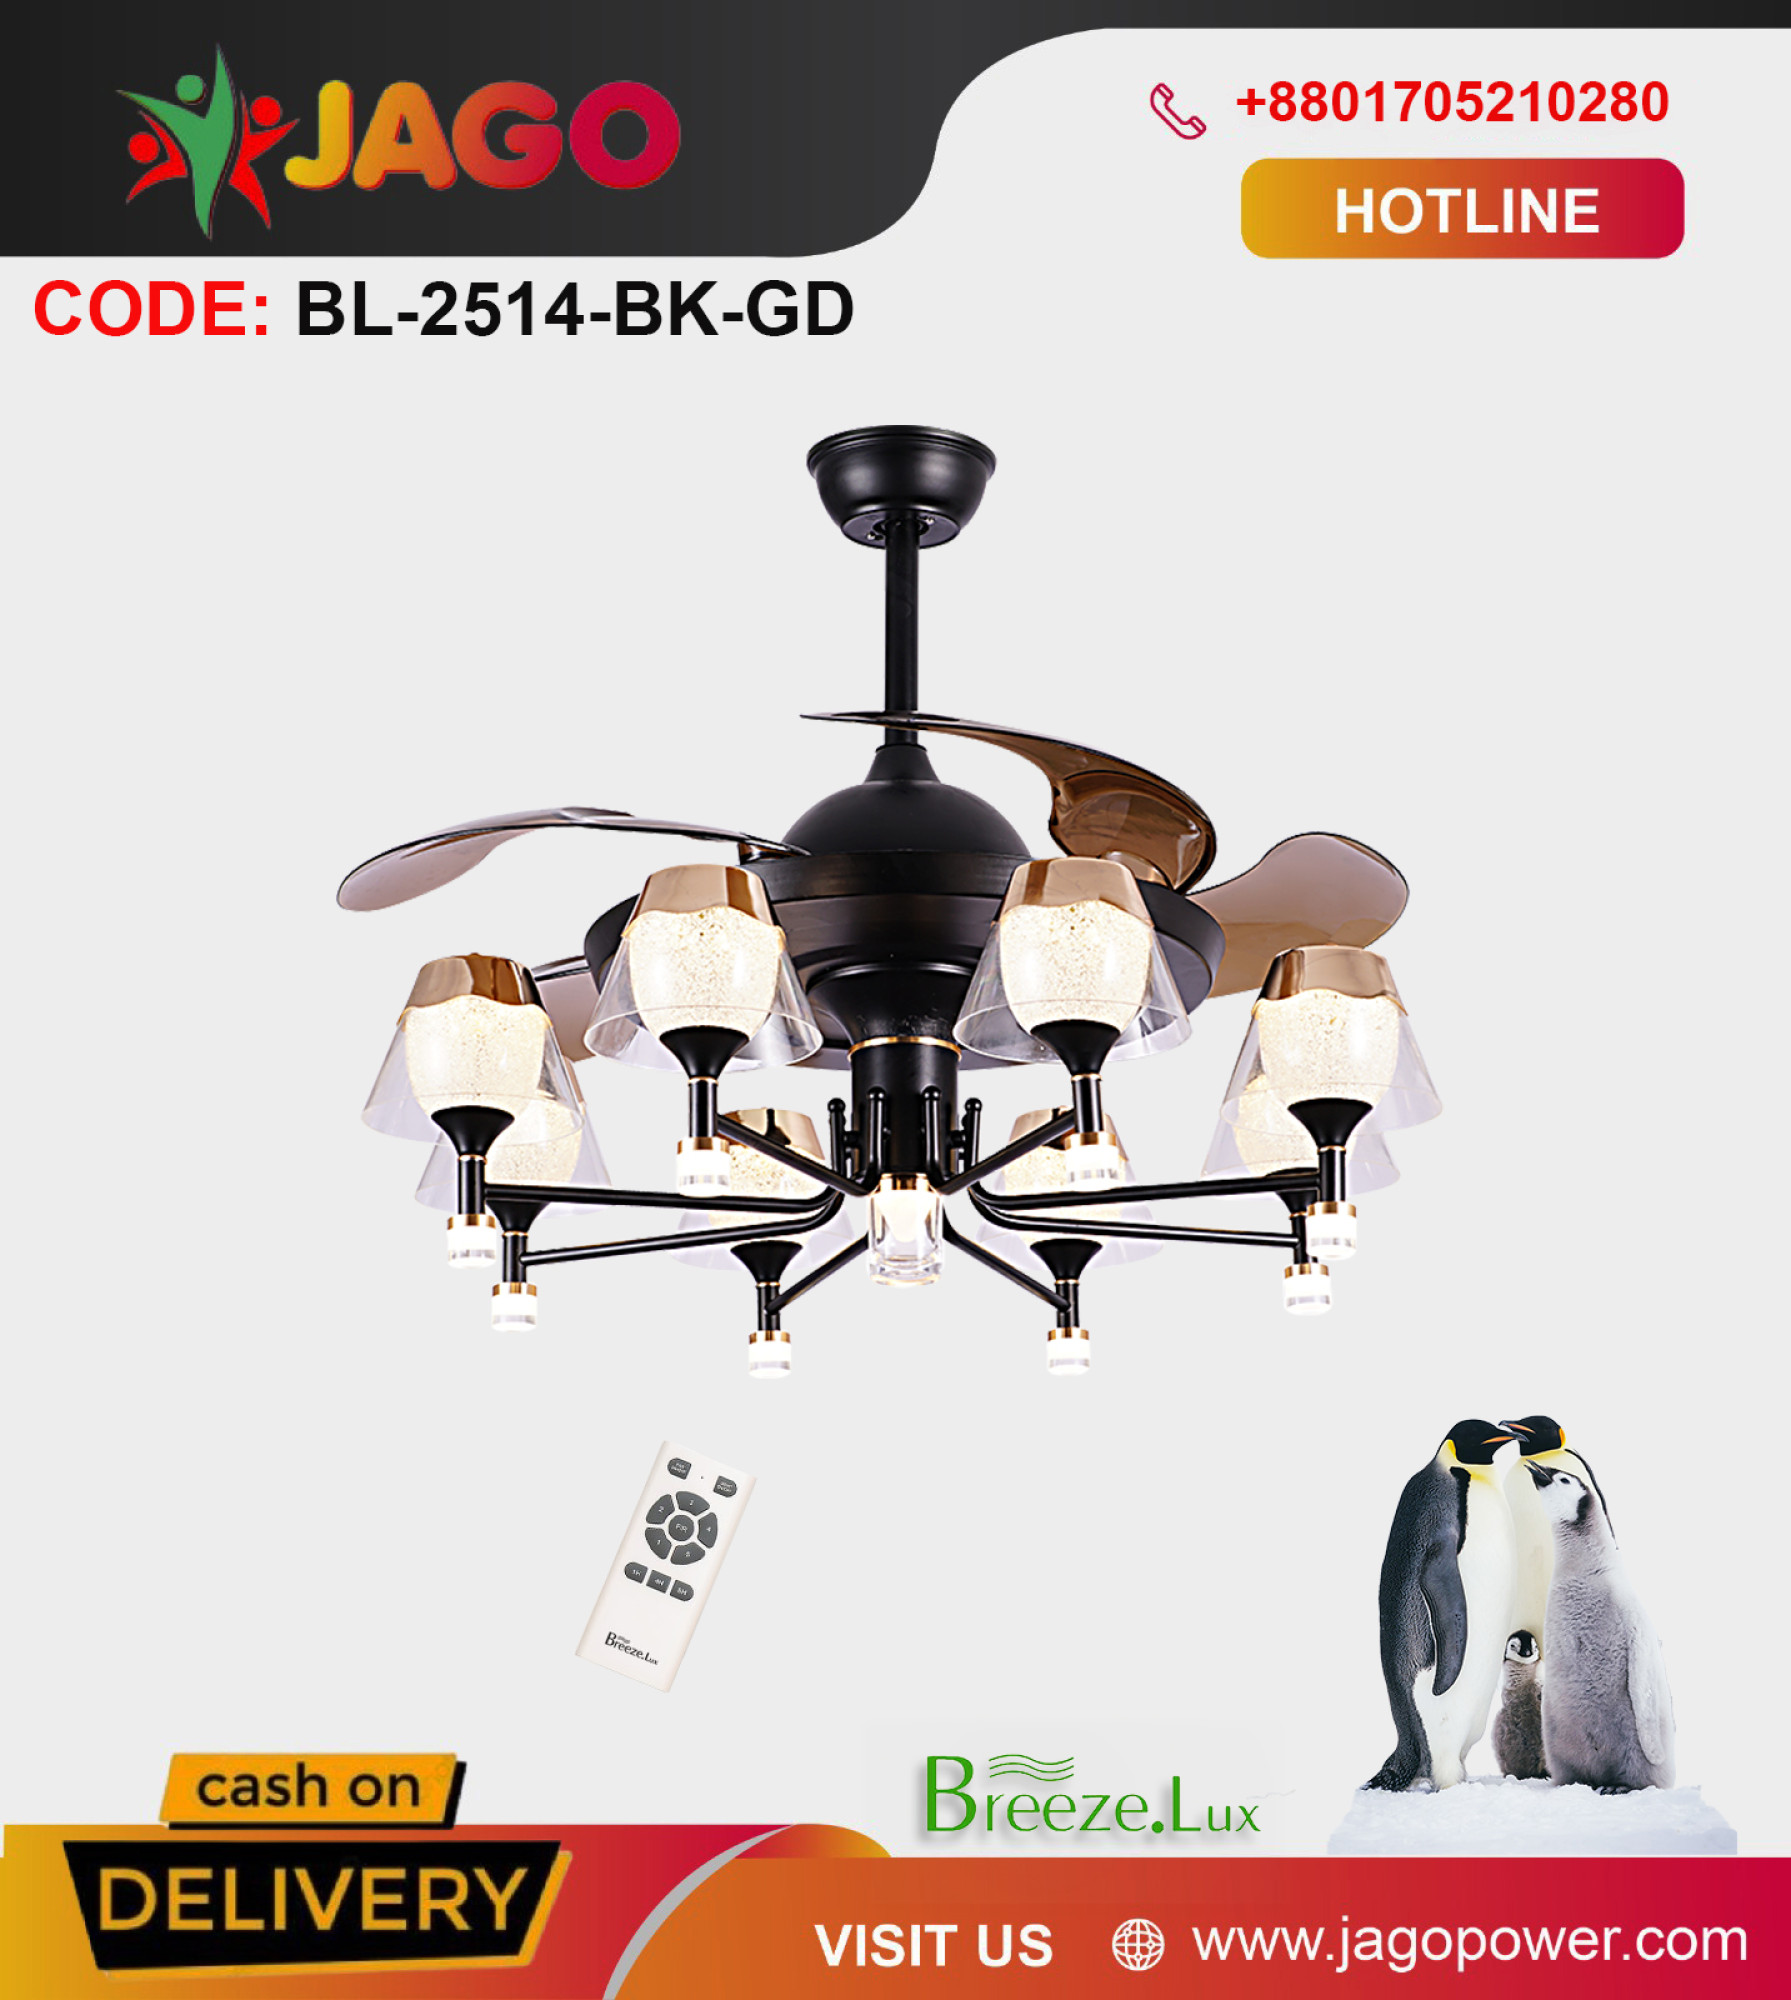 JAGO
+8801705210280
HOTLINE
CODE: BL-2514-BK-GD
F/R
Breeze.Lux
cash on
DELIVERY
Breeze.Lux
VISIT US
www.jagopower.com